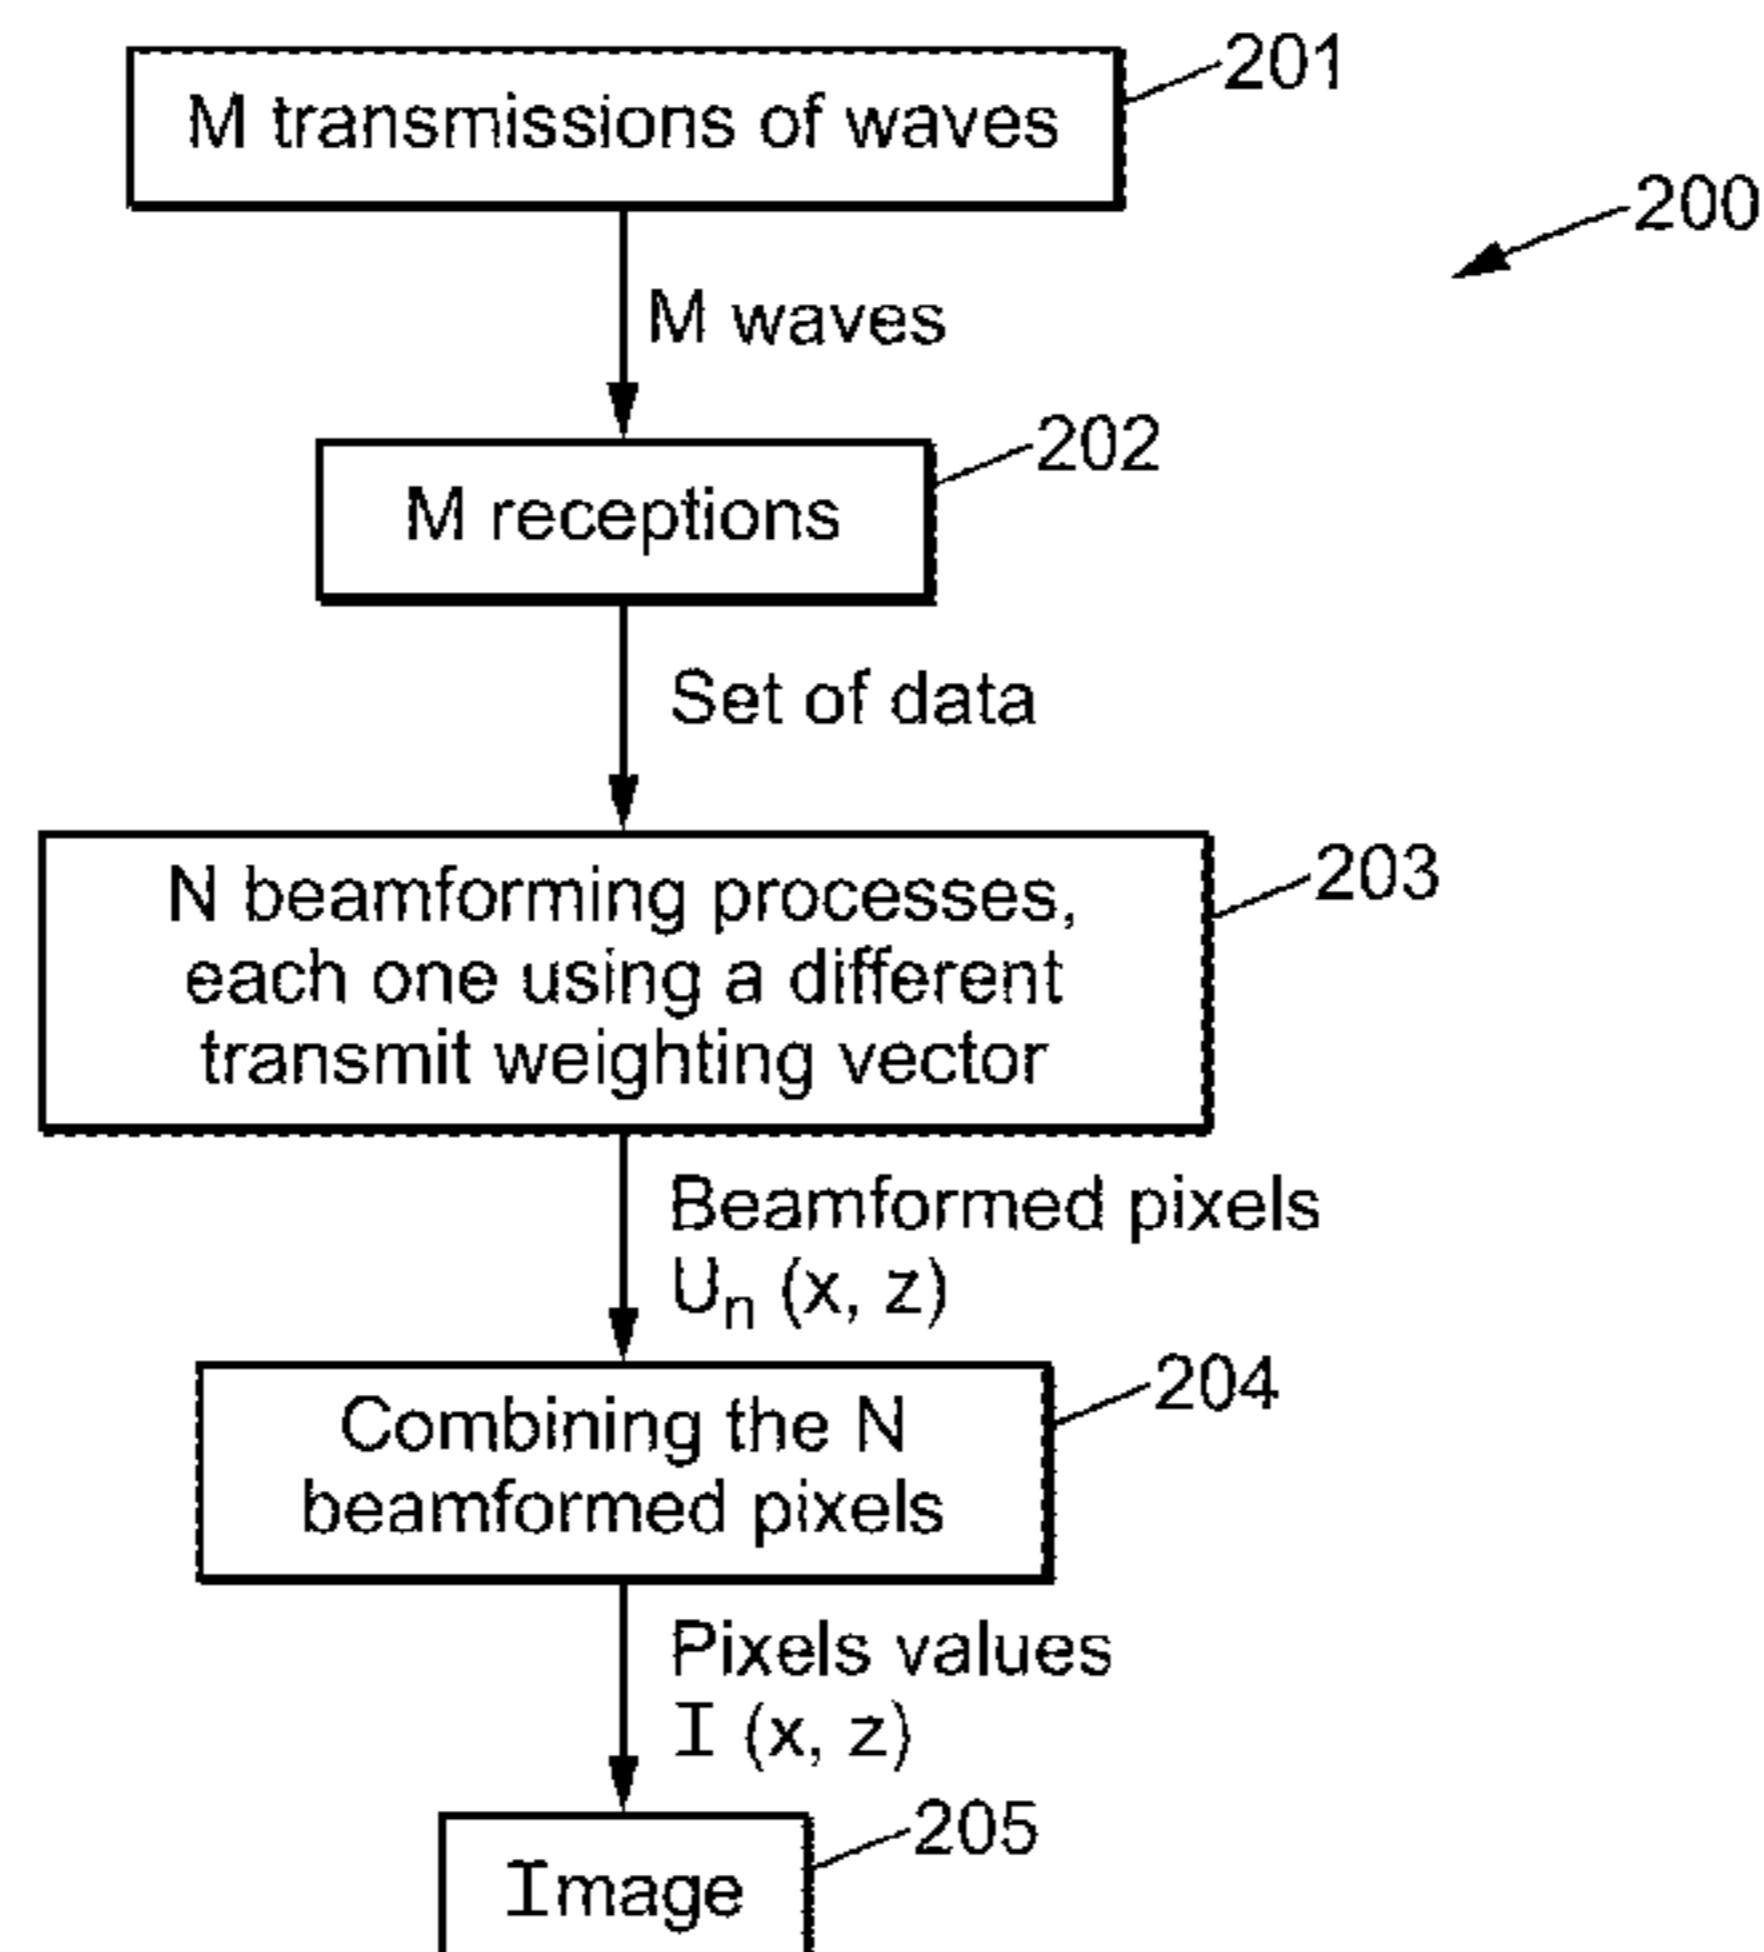 M transmissions of waves
201
200
M waves
M receptions
202
Set of data
N beamforming processes,
each one using a different
transmit weighting vector
203
Beamformed pixels
Un (x, z)
Combining the N
beamformed pixels
204
Pixels values
I (x, z)
Image
205